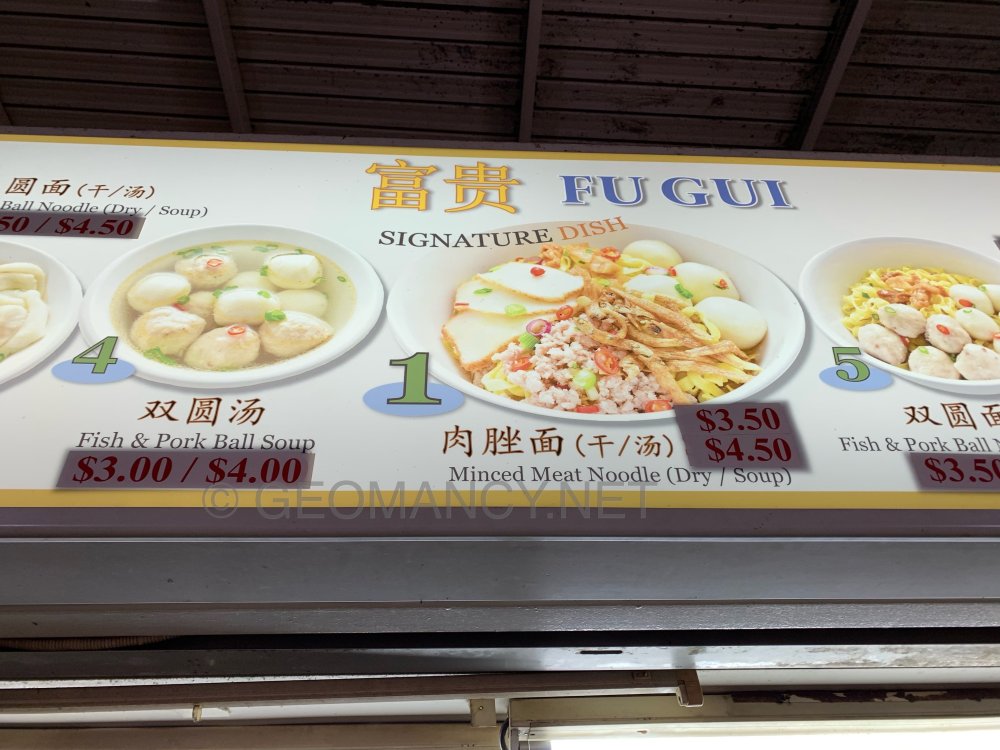 圆面(干/汤)
Ball Noodle (Dry / Soup)
50 / $4.50
富贵 FU GUI
SIGNATURE DISH
4
双圆汤
Fish & Pork Ball Soup
$3.00 / $4.00
1
肉脞面(干/汤)
Minced Meat Noodle (Dry / Soup)
$3.50
$4.50
5
双圆面
Fish & Pork Ball
$3.50
© GEOMANCY.NET